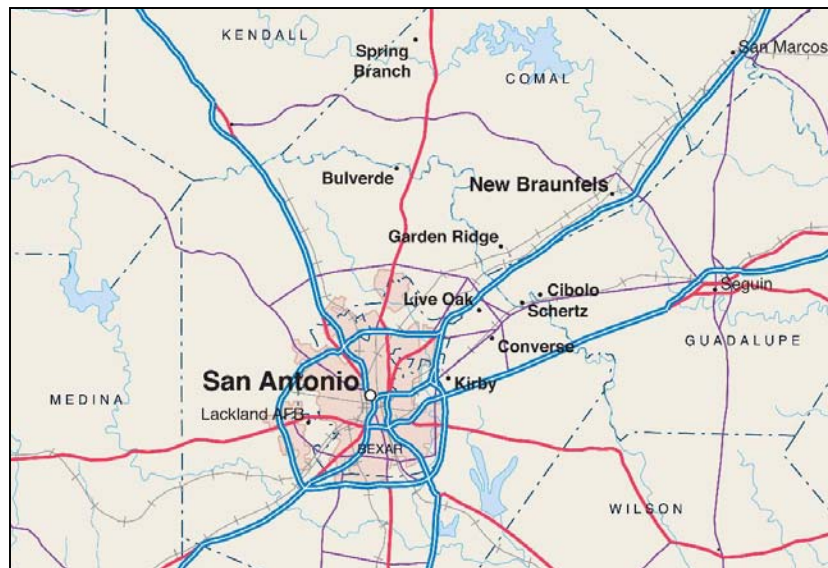 KENDALL
Spring
Branch
San Marcos
COMAL
Bulverde
New Braunfels
Garden Ridge
Live Oak
Cibolo
Schertz
Seguin
Converse
GUADALUPE
San Antonio
Kirby
MEDINA
Lackland AFB
BEXAR
WILSON